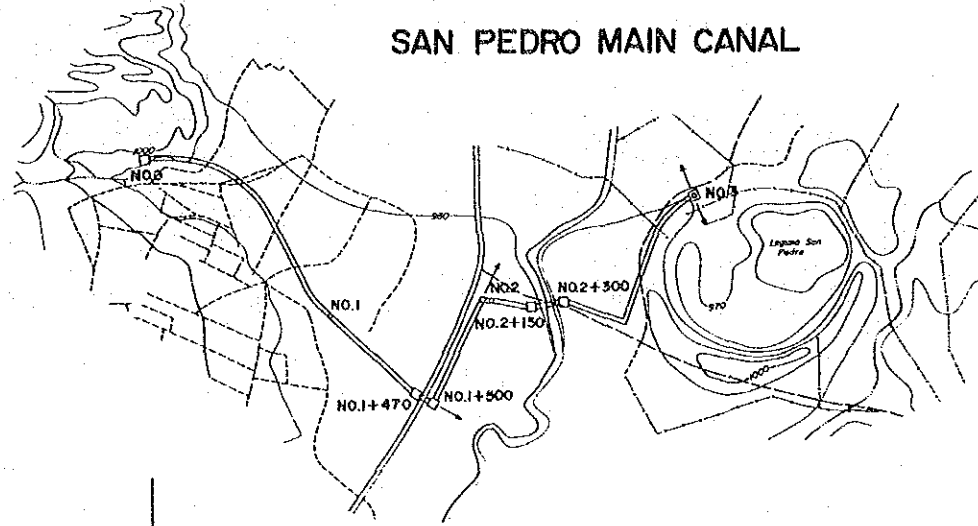 SAN PEDRO MAIN CANAL
1000
NO.0
980
NO.3
Laguna San
Pedro
NO.2
NO.2+300
NO.1
NO.2+150
970
1000
NO.1+470
NO.1+500